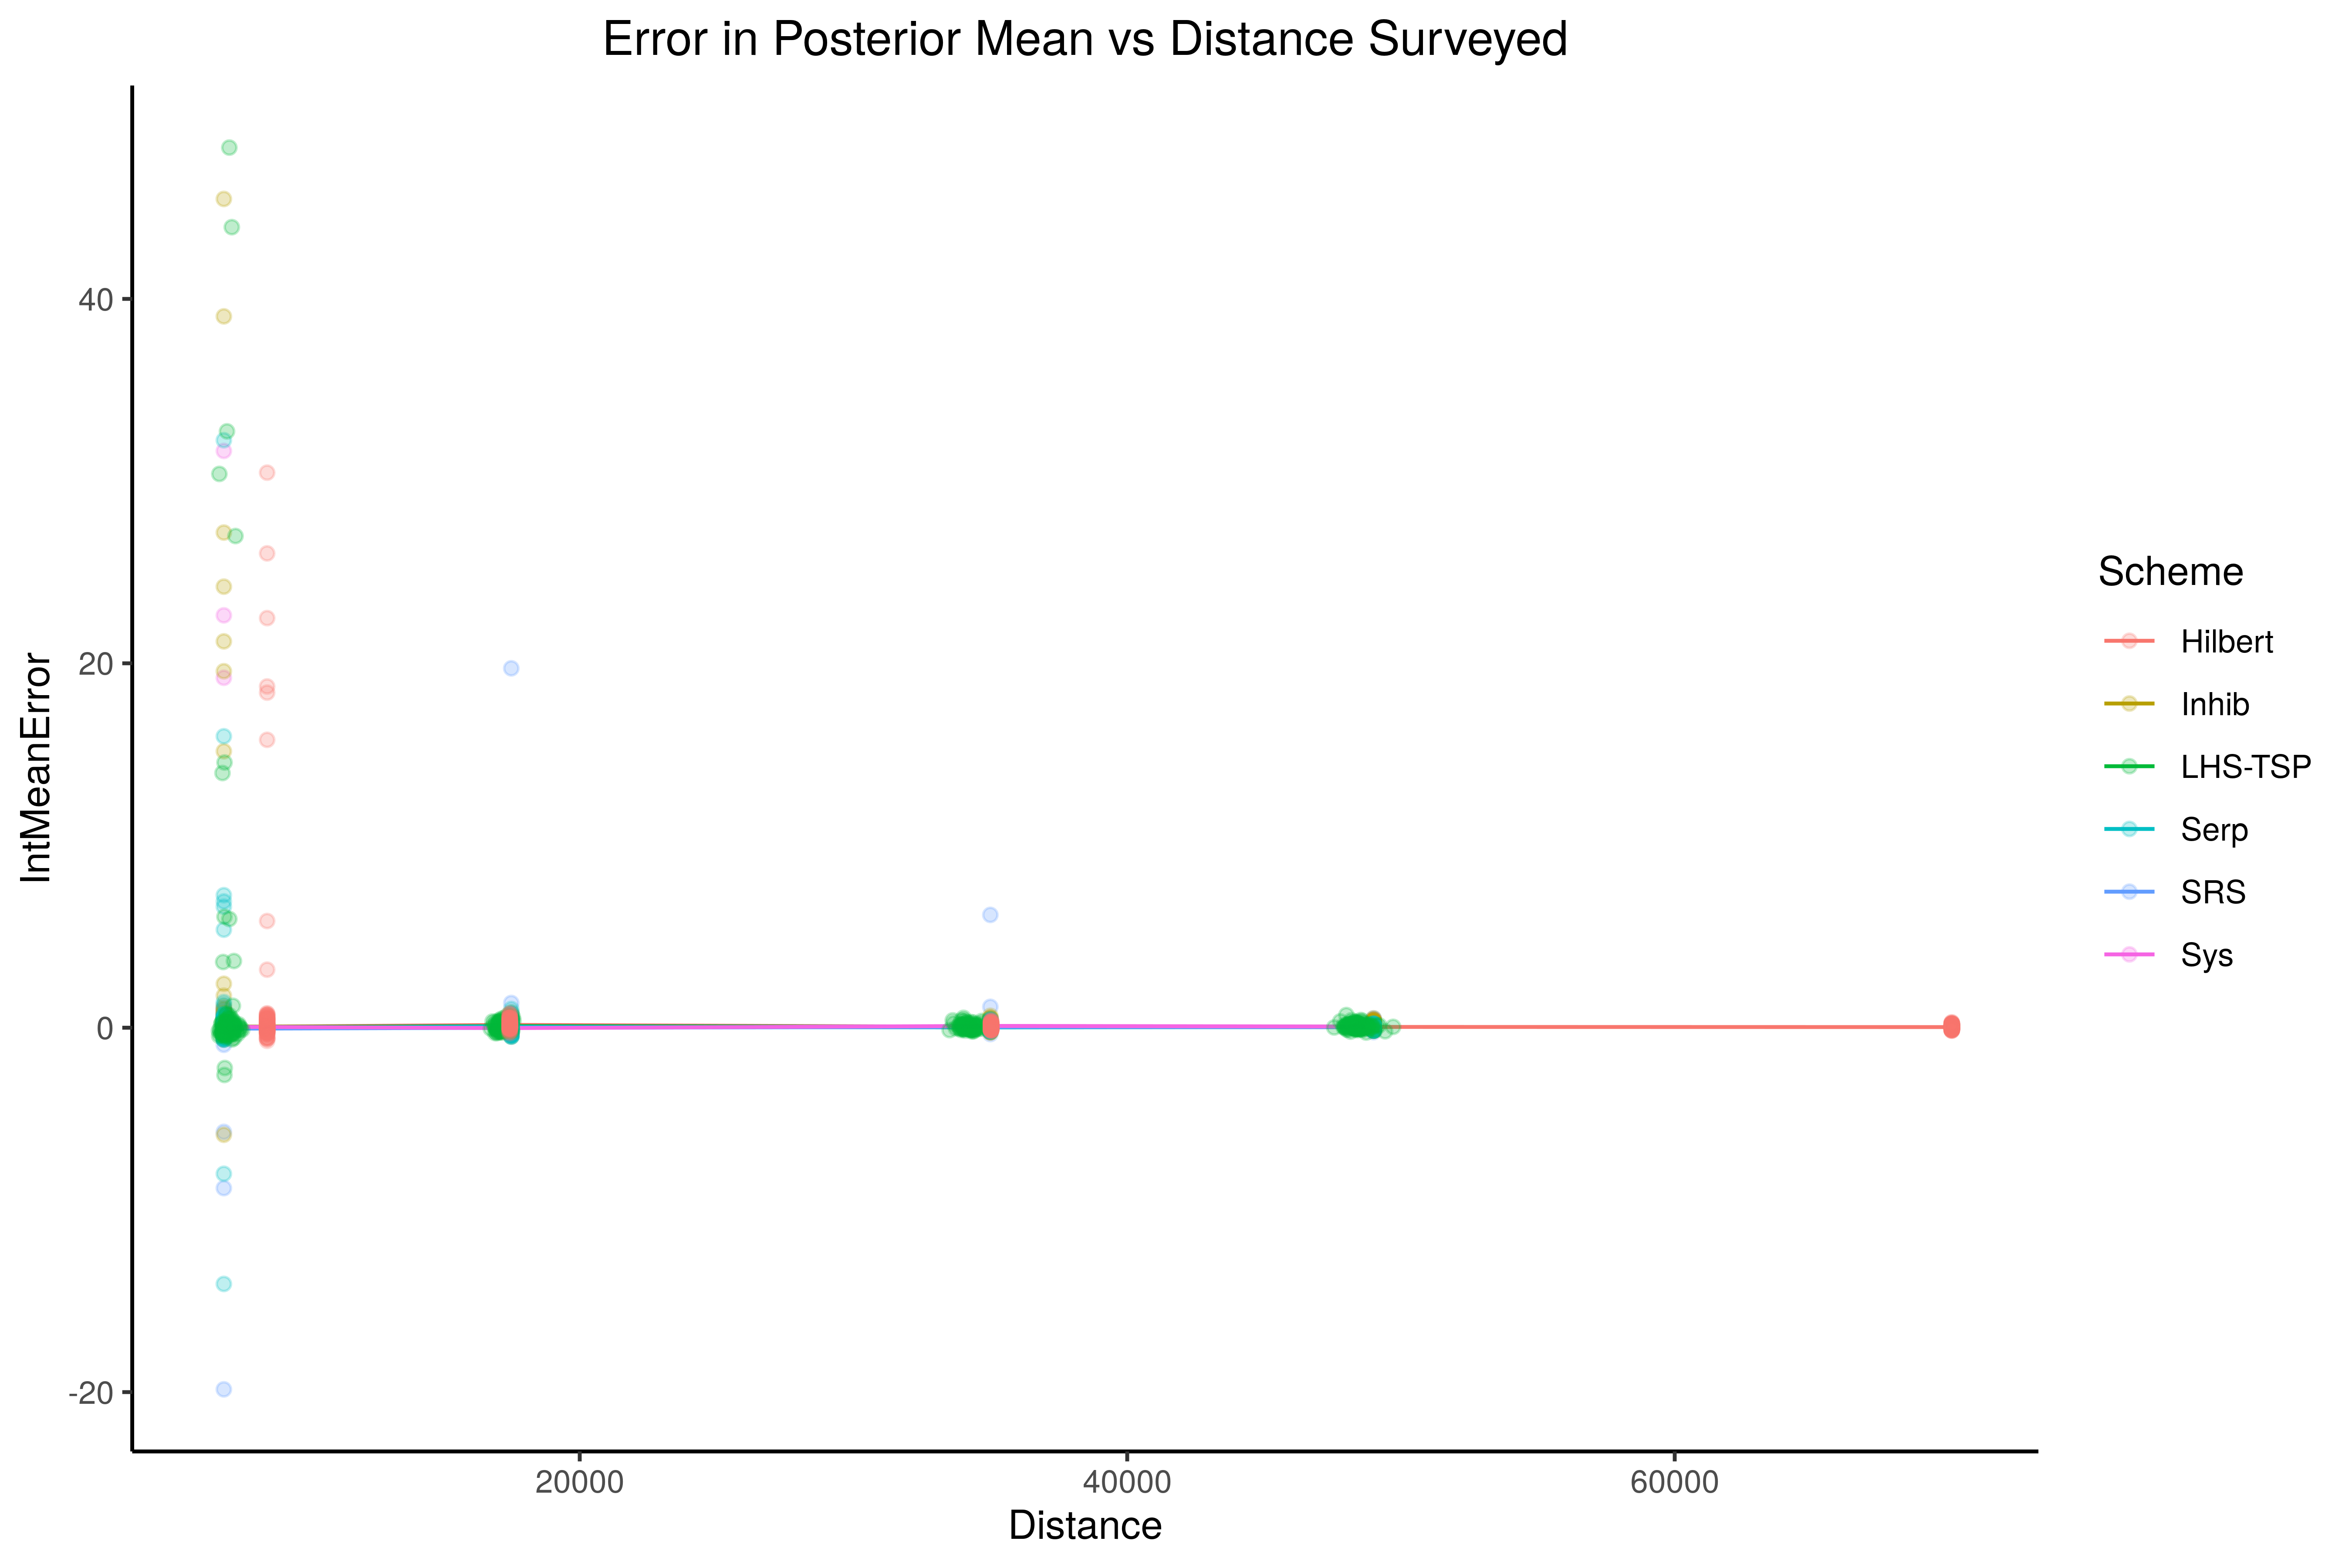 Error in Posterior Mean vs Distance Surveyed
IntMeanError
40
20
0
-20
20000
40000
60000
Distance
Scheme
Hilbert
Inhib
LHS-TSP
Serp
SRS
Sys